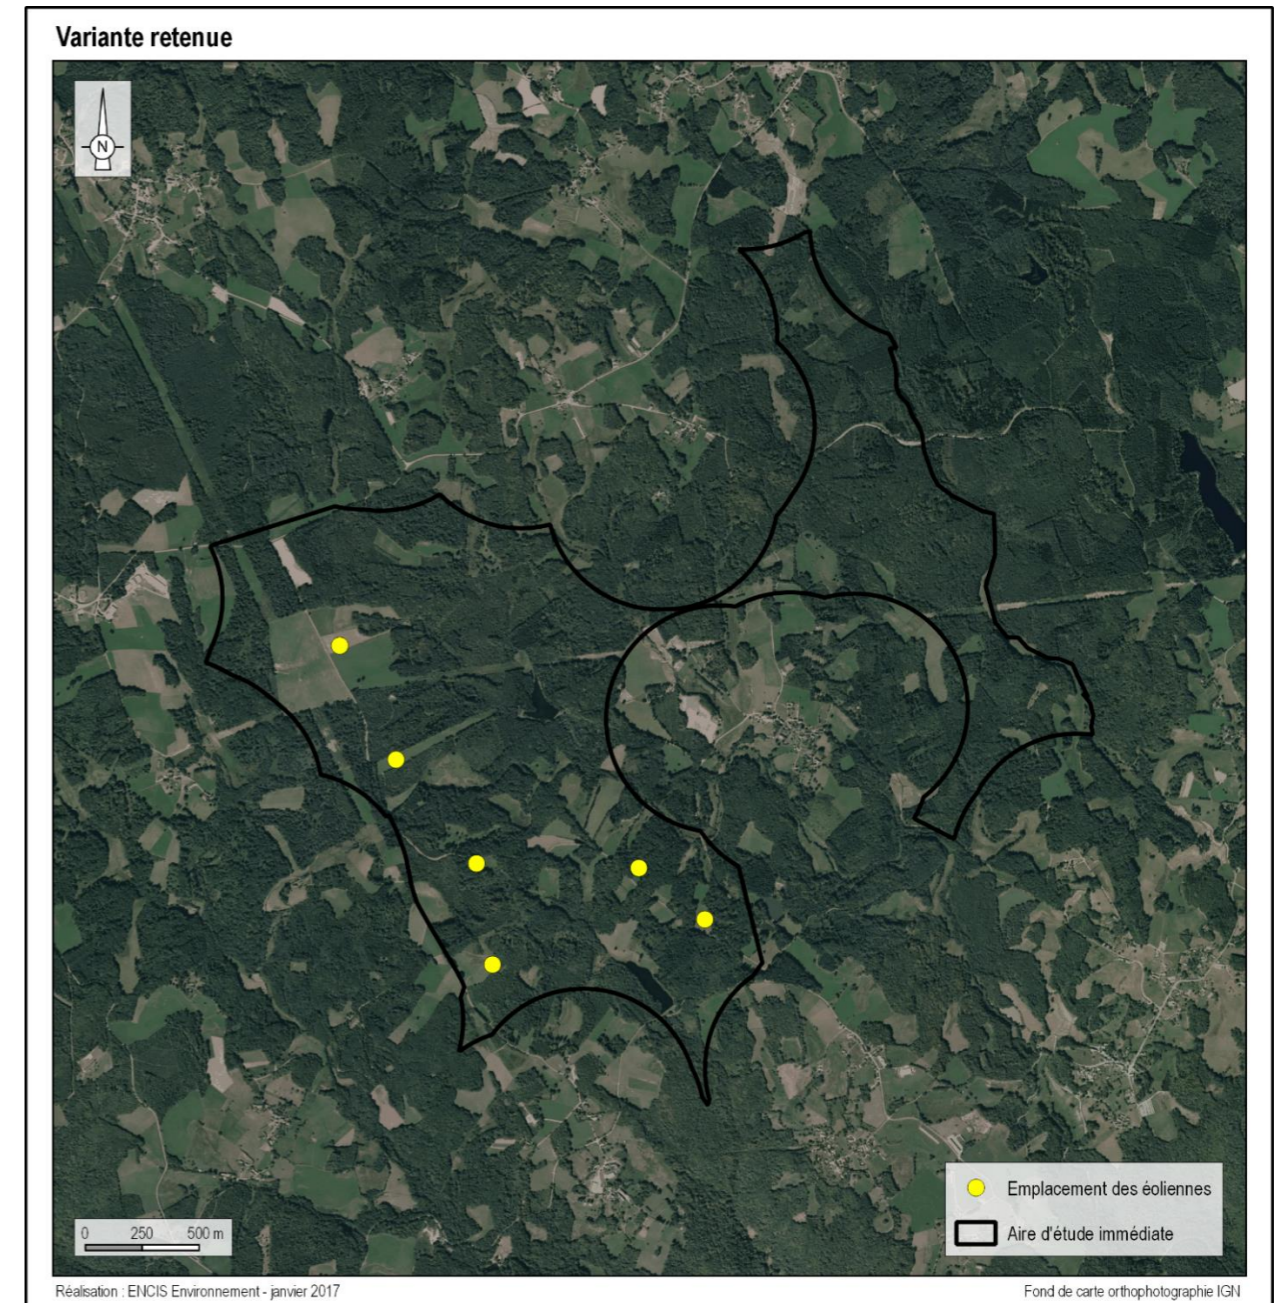 Variante retenue
N
Emplacement des éoliennes
Aire d'étude immédiate
0 250 500 m
Réalisation : ENCIS Environnement - janvier 2017
Fond de carte orthophotographie IGN